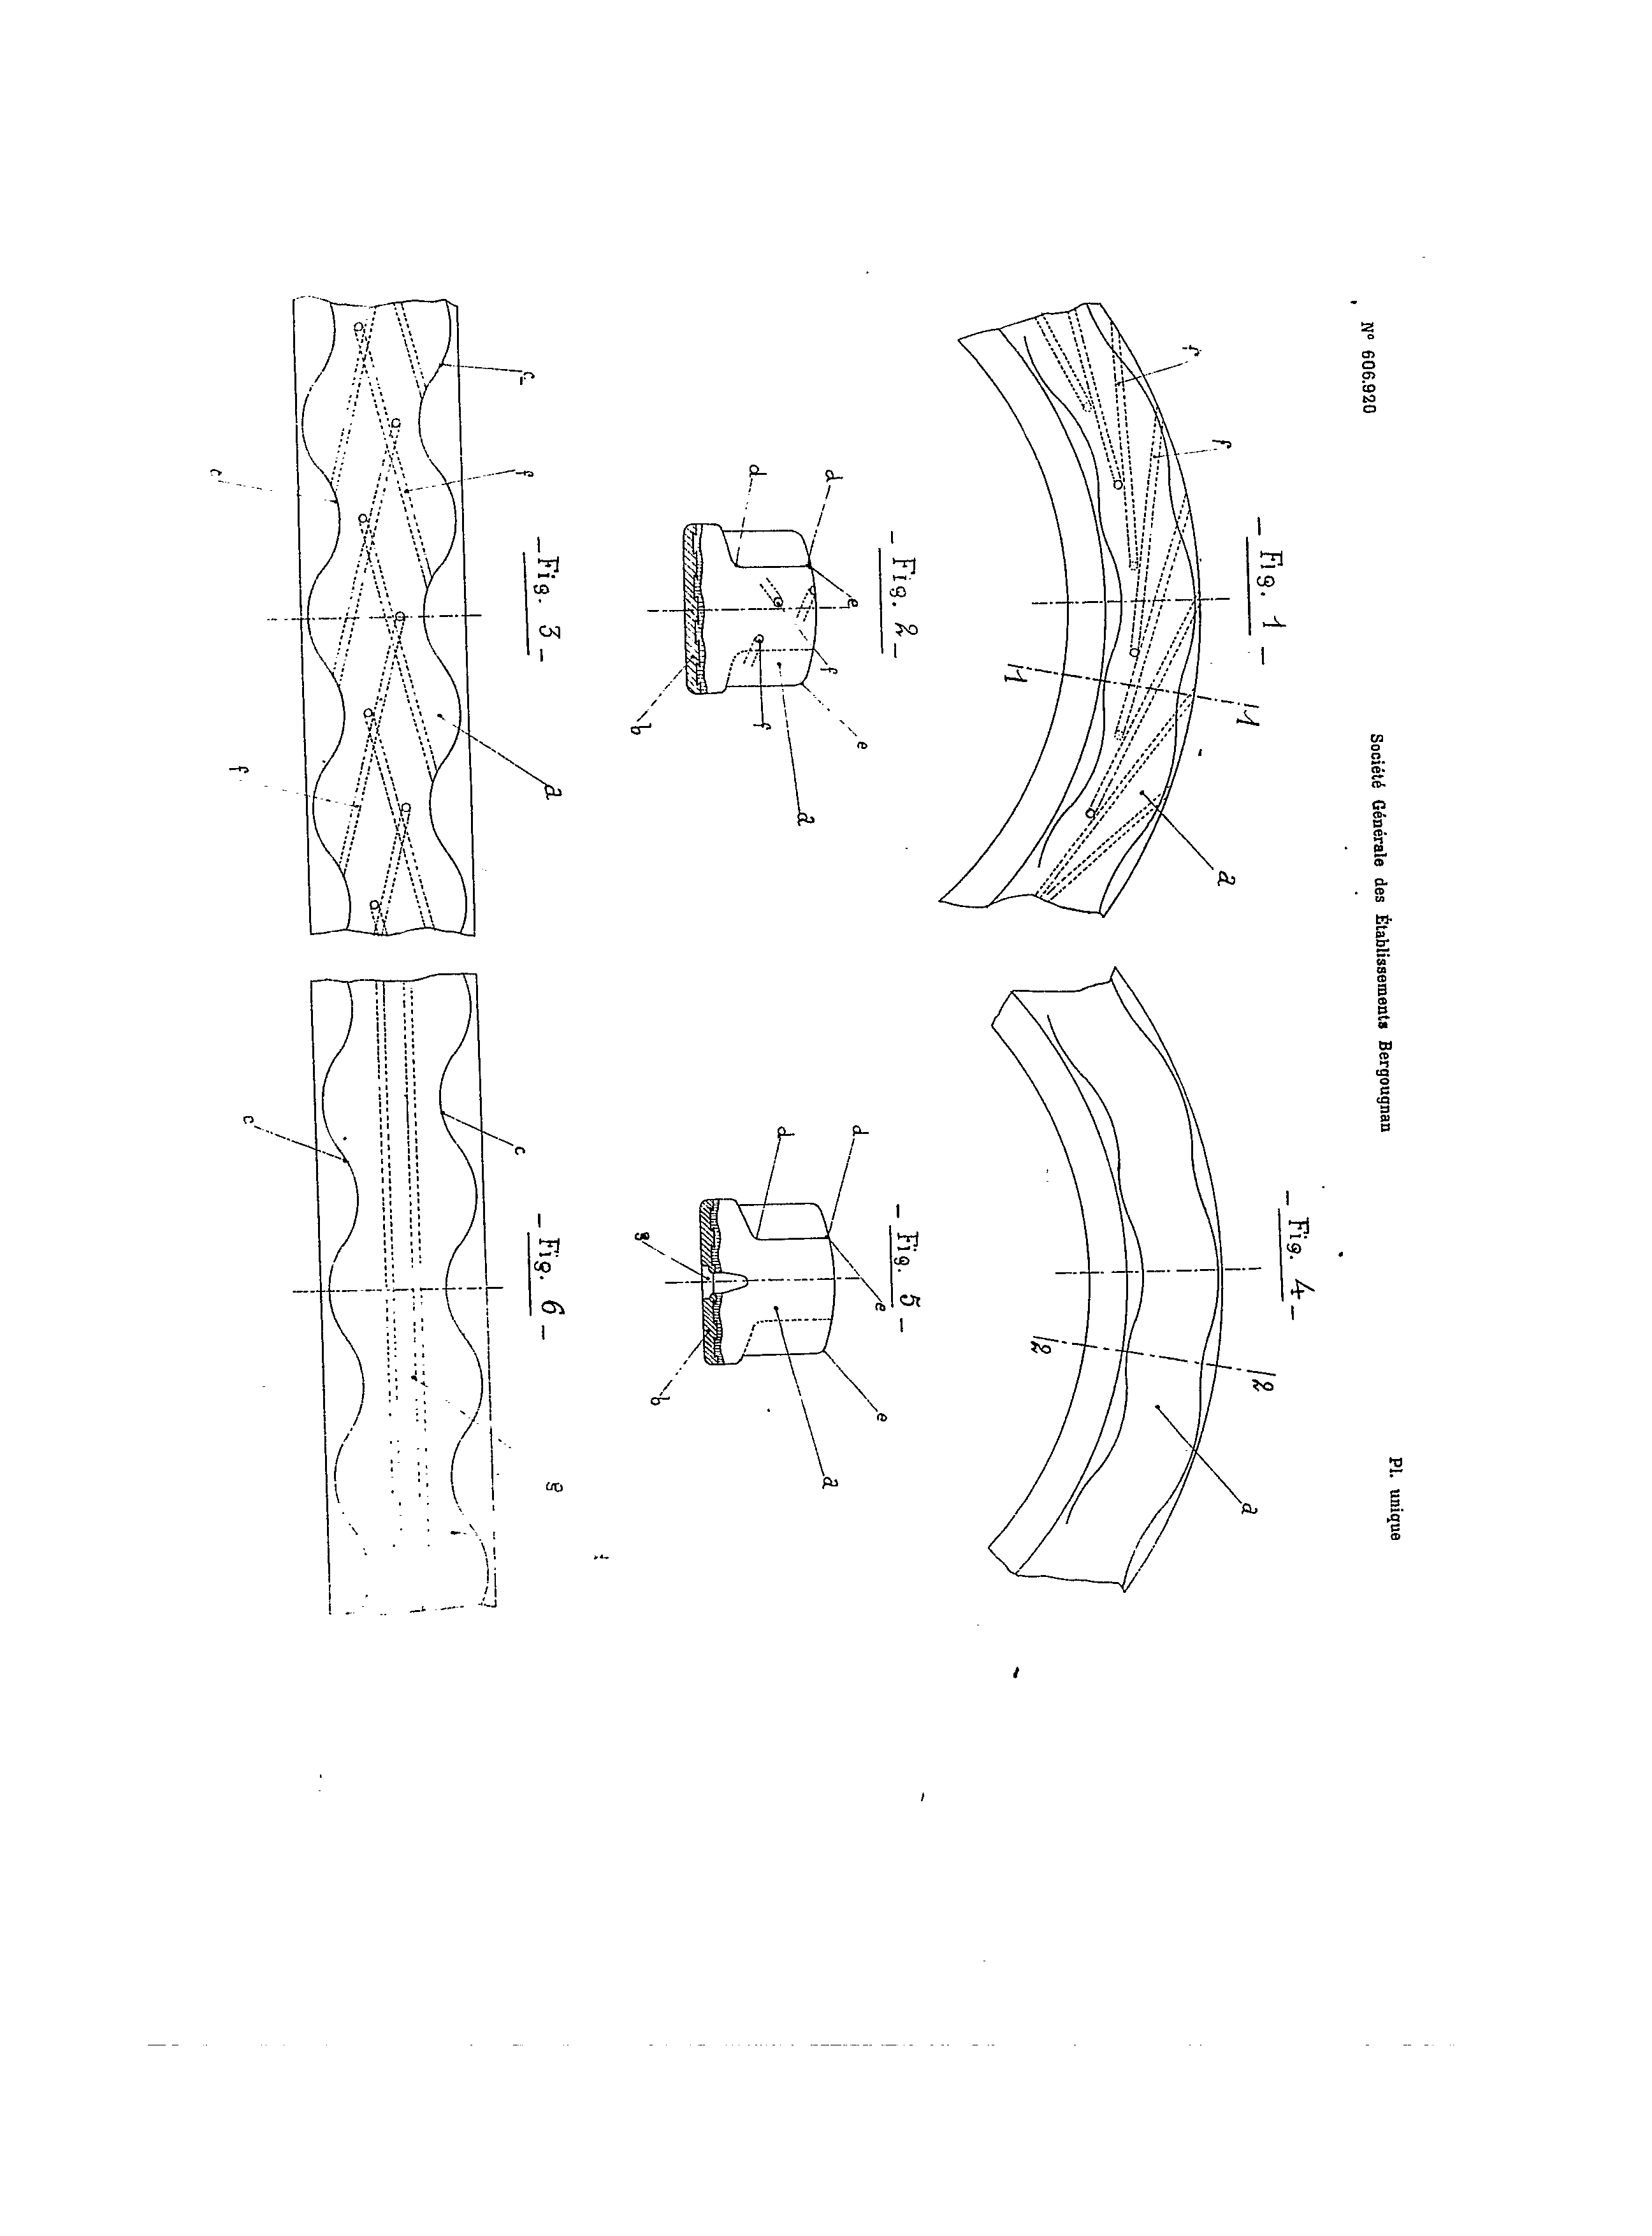 N° 606.920
Société Générale des Établissements Bergougnan
Pl. unique
- Fig. 1 -
f
f
1
1
a
- Fig. 4 -
2
2
a
- Fig. 2 -
d
d
e
f
f
e
b
a
- Fig. 5 -
d
d
g
e
e
b
a
- Fig. 3 -
c
c
f
f
a
- Fig. 6 -
c
c
g